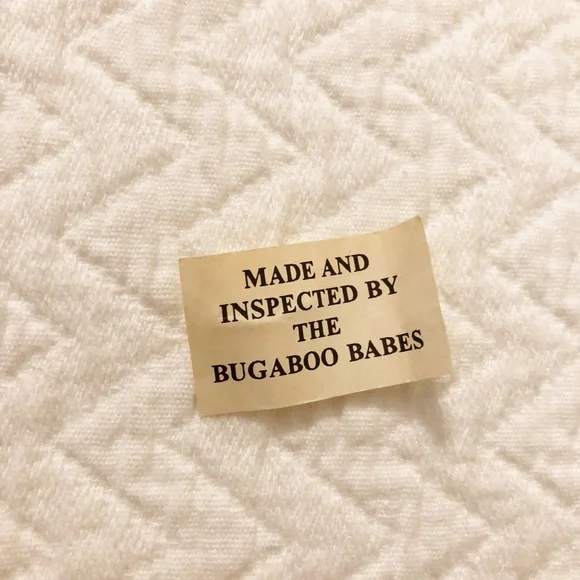 MADE AND
INSPECTED BY
THE
BUGABOO BABES